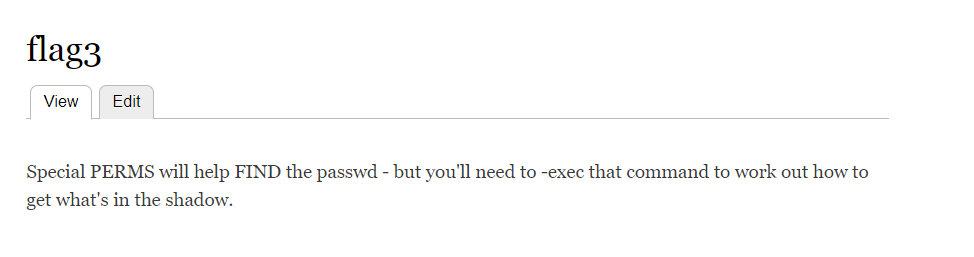 flag3
View Edit
Special PERMS will help FIND the passwd - but you'll need to -exec that command to work out how to
get what's in the shadow.